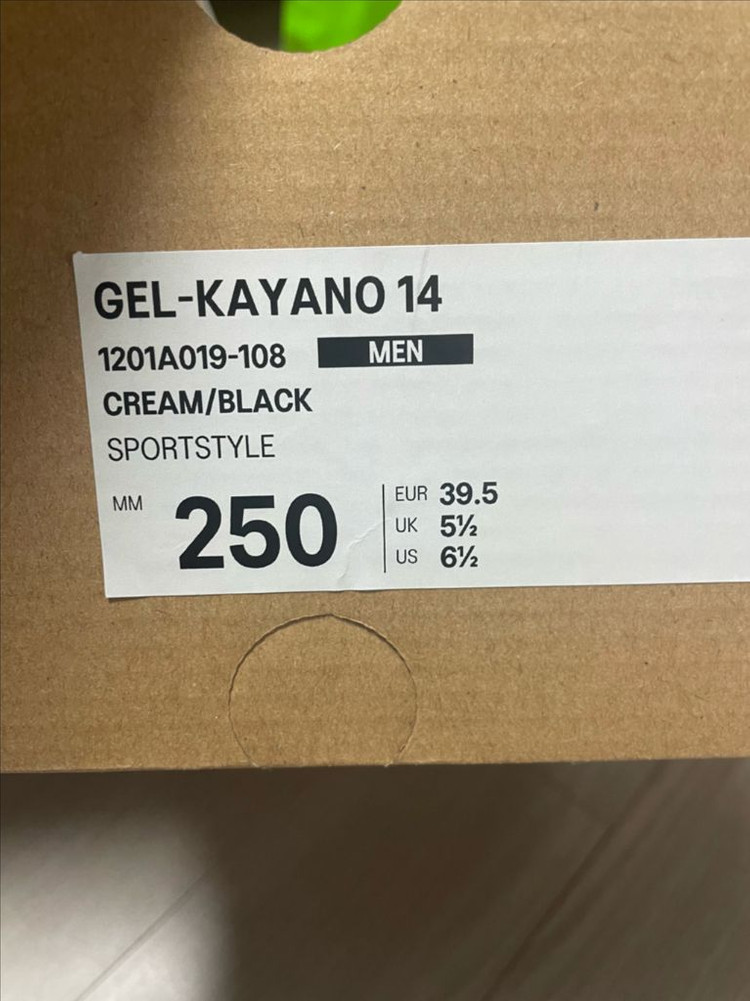 GEL-KAYANO 14
1201A019-108 MEN
CREAM/BLACK
SPORTSTYLE
MM 250
EUR 39.5
UK 5½
US 6½